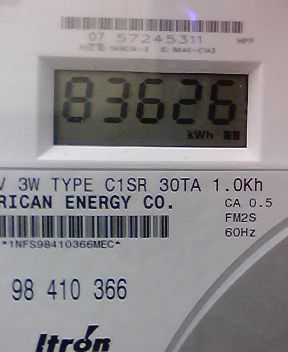 07 57245311 HPP
83626
kWh
V 3W TYPE C1SR 30TA 1.0Kh
RICAN ENERGY CO. CA 0.5
FM2S
*1NFS98410366MEC* 60Hz
98 410 366
Itron